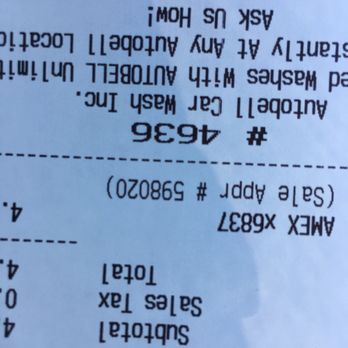 Subtotal 4
Sales Tax 0
Total 4.
AMEX x6837 4.
(Sale Appr # 598020)
# 4636
Autobell Car Wash Inc.
ed Washes With AUTOBELL Unlimit
stantly At Any Autobell Locatio
Ask Us How!